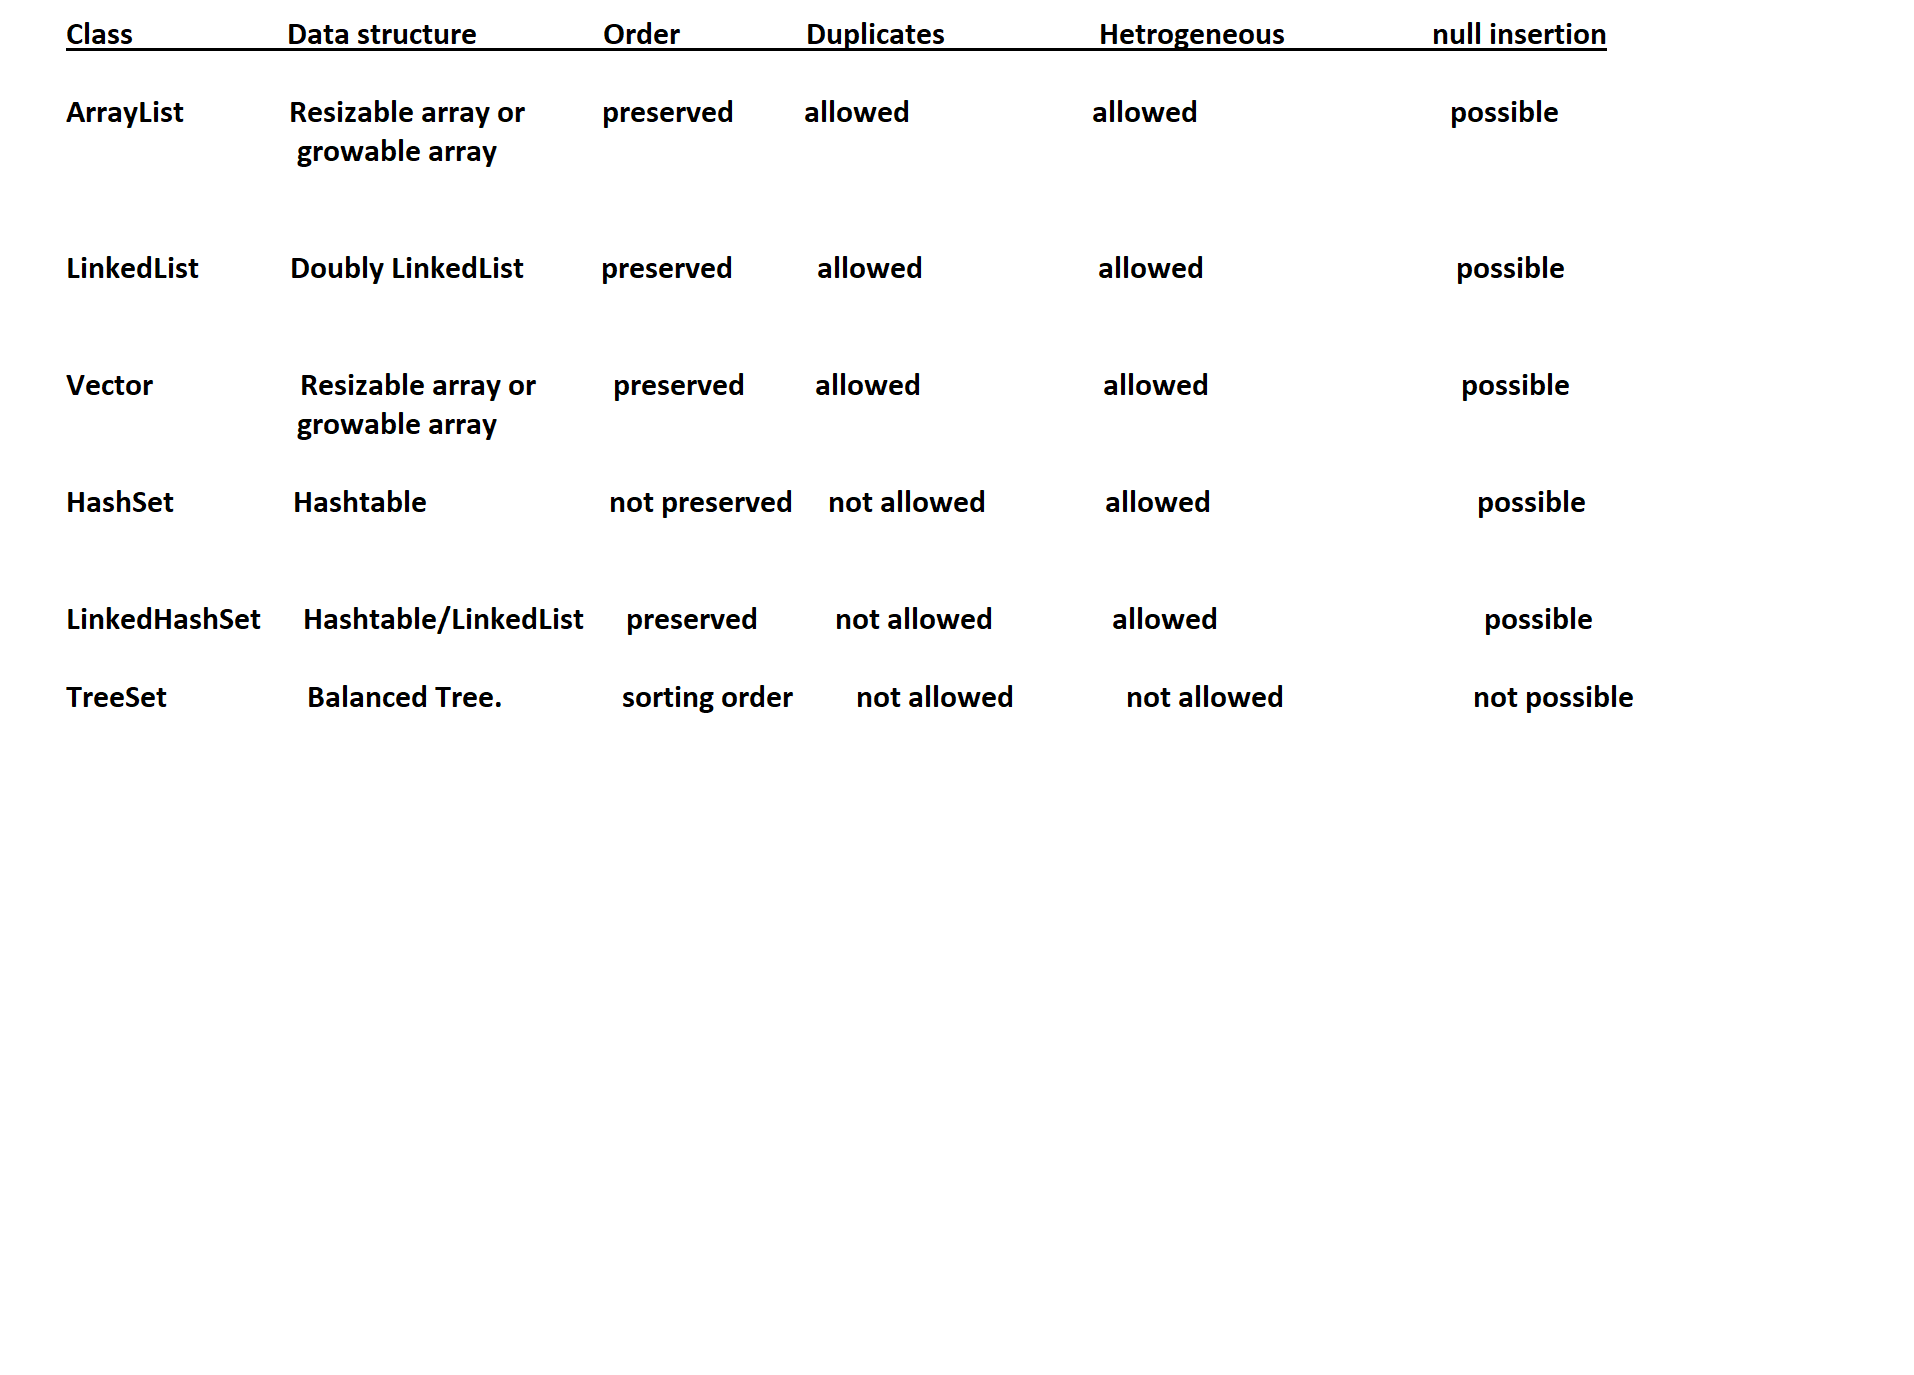 Class Data structure Order Duplicates Hetrogeneous null insertion
ArrayList Resizable array or preserved allowed allowed possible
growable array
LinkedList Doubly LinkedList preserved allowed allowed possible
Vector Resizable array or preserved allowed allowed possible
growable array
HashSet Hashtable not preserved not allowed allowed possible
LinkedHashSet Hashtable/LinkedList preserved not allowed allowed possible
TreeSet Balanced Tree. sorting order not allowed not allowed not possible